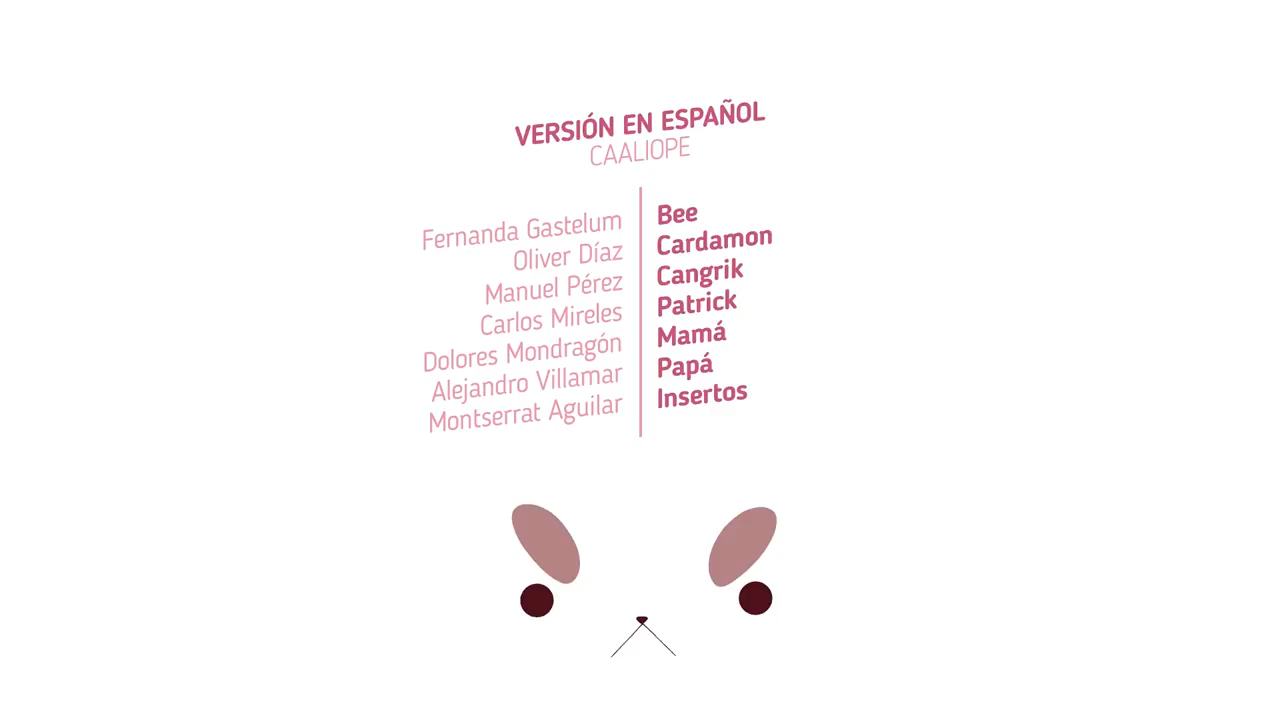 VERSIÓN EN ESPAÑOL
CAALIOPE
Fernanda Gastelum Bee
Oliver Díaz Cardamon
Manuel Pérez Cangrik
Carlos Mireles Patrick
Dolores Mondragón Mamá
Alejandro Villamar Papá
Montserrat Aguilar Insertos